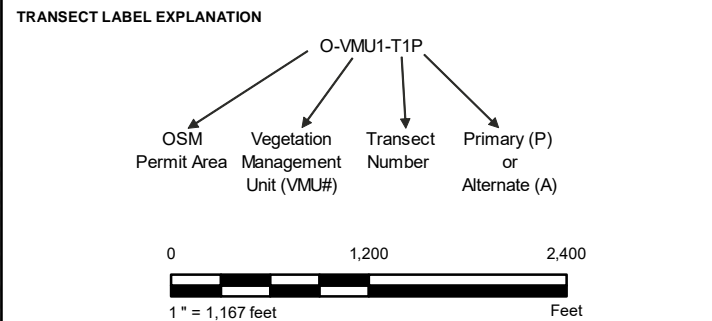 TRANSECT LABEL EXPLANATION
O-VMU1-T1P
OSM
Permit Area
Vegetation
Management
Unit (VMU#)
Transect
Number
Primary (P)
or
Alternate (A)
0 1,200 2,400
1 " = 1,167 feet Feet